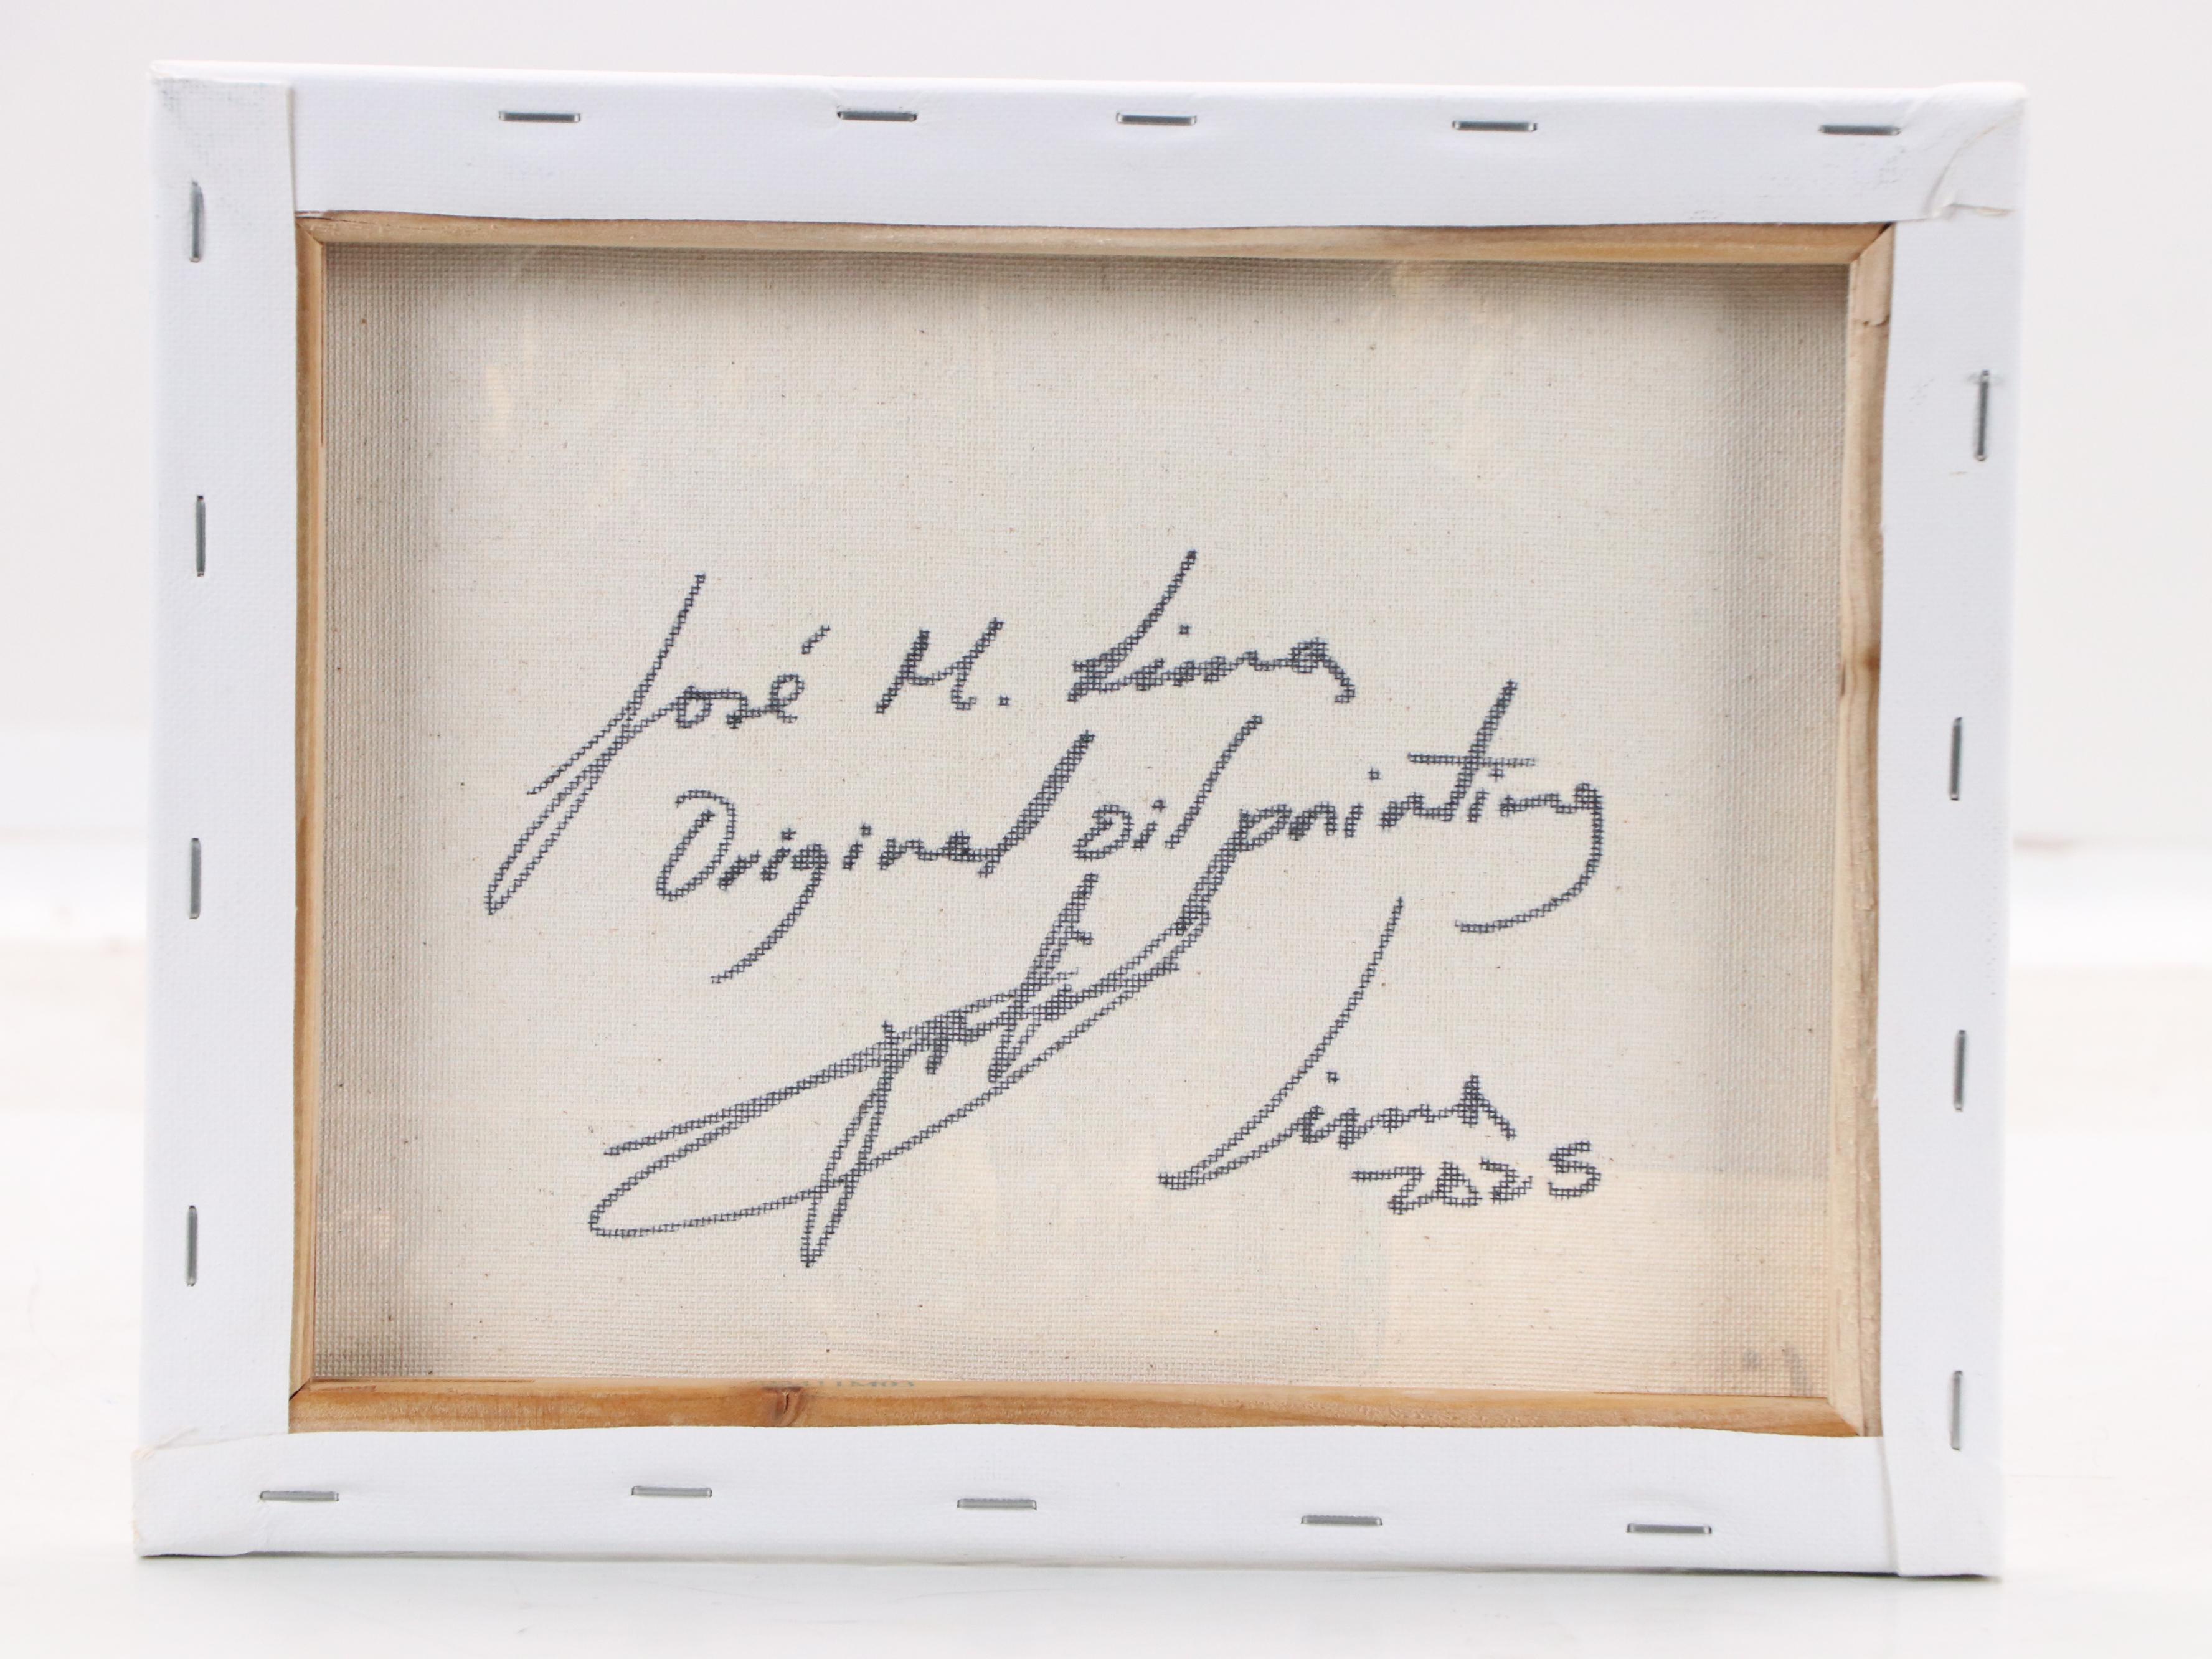 José M. Lima
Original oil painting
Lima
2025